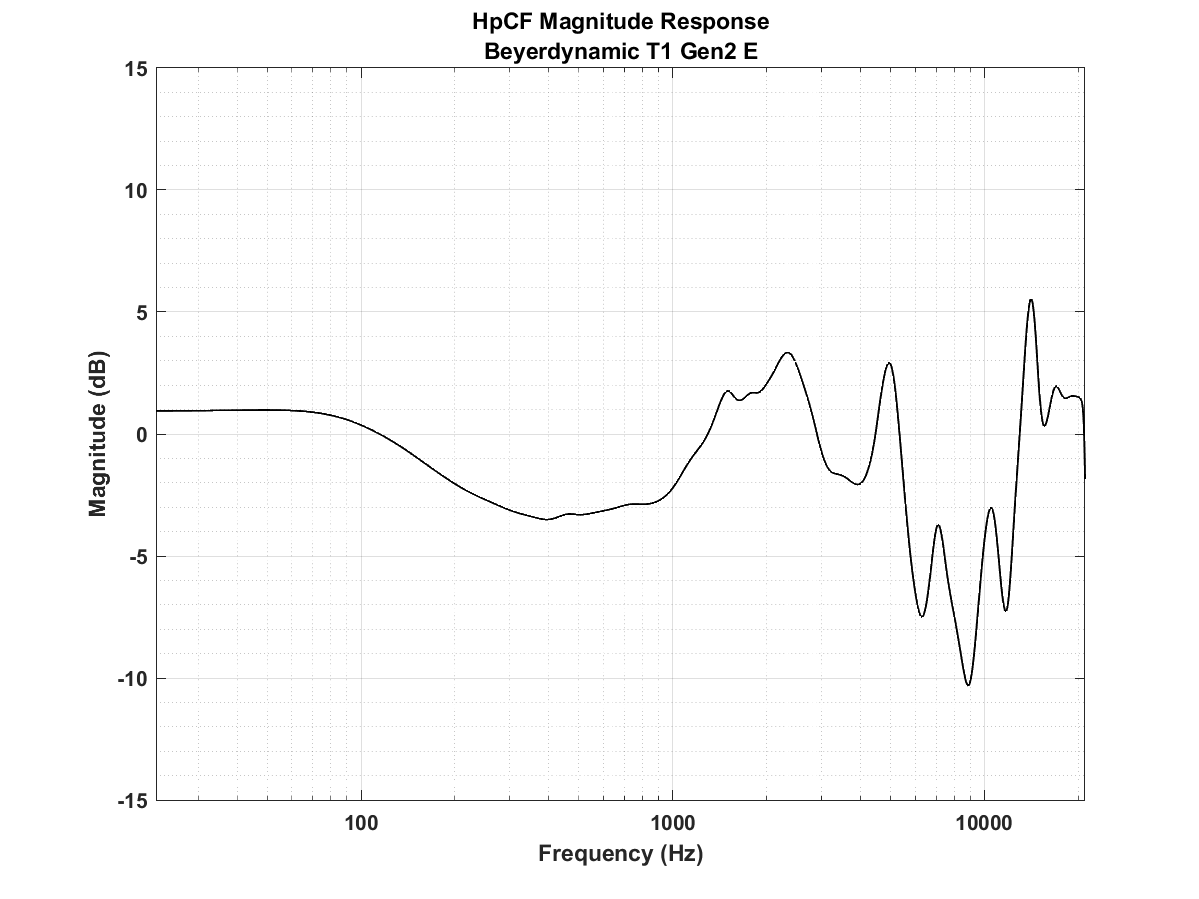 HpCF Magnitude Response
Beyerdynamic T1 Gen2 E
15
10
5
0
-5
-10
-15
Magnitude (dB)
100
1000
10000
Frequency (Hz)